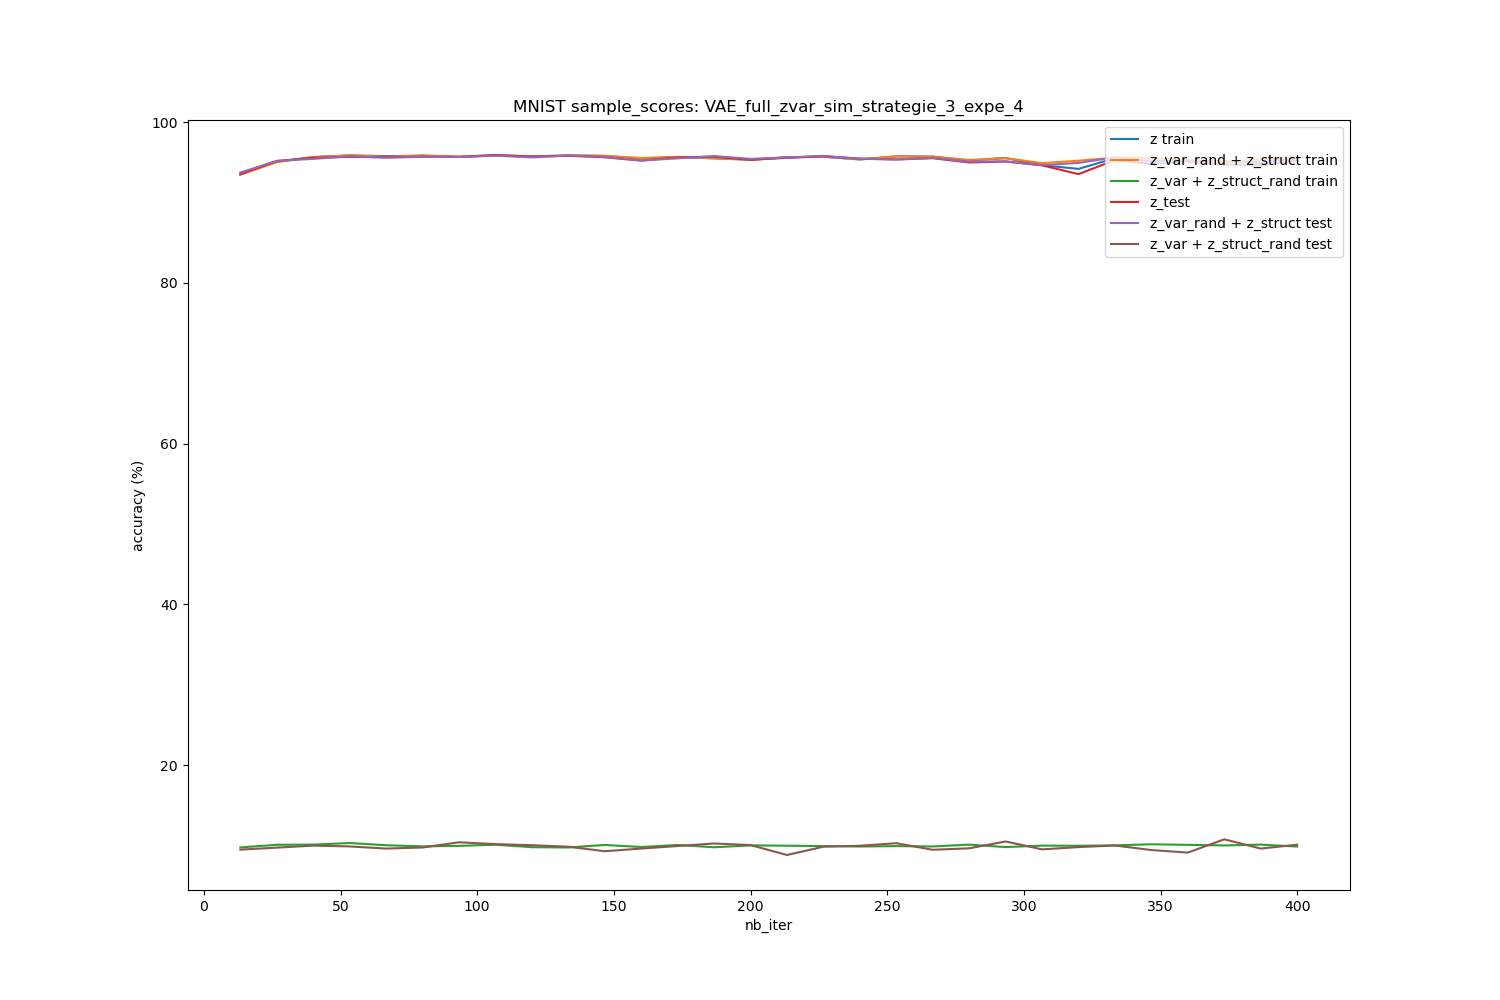 MNIST sample_scores: VAE_full_zvar_sim_strategie_3_expe_4
100
80
60
40
20
accuracy (%)
z train
z_var_rand + z_struct train
z_var + z_struct_rand train
z_test
z_var_rand + z_struct test
z_var + z_struct_rand test
0 50 100 150 200 250 300 350 400
nb_iter